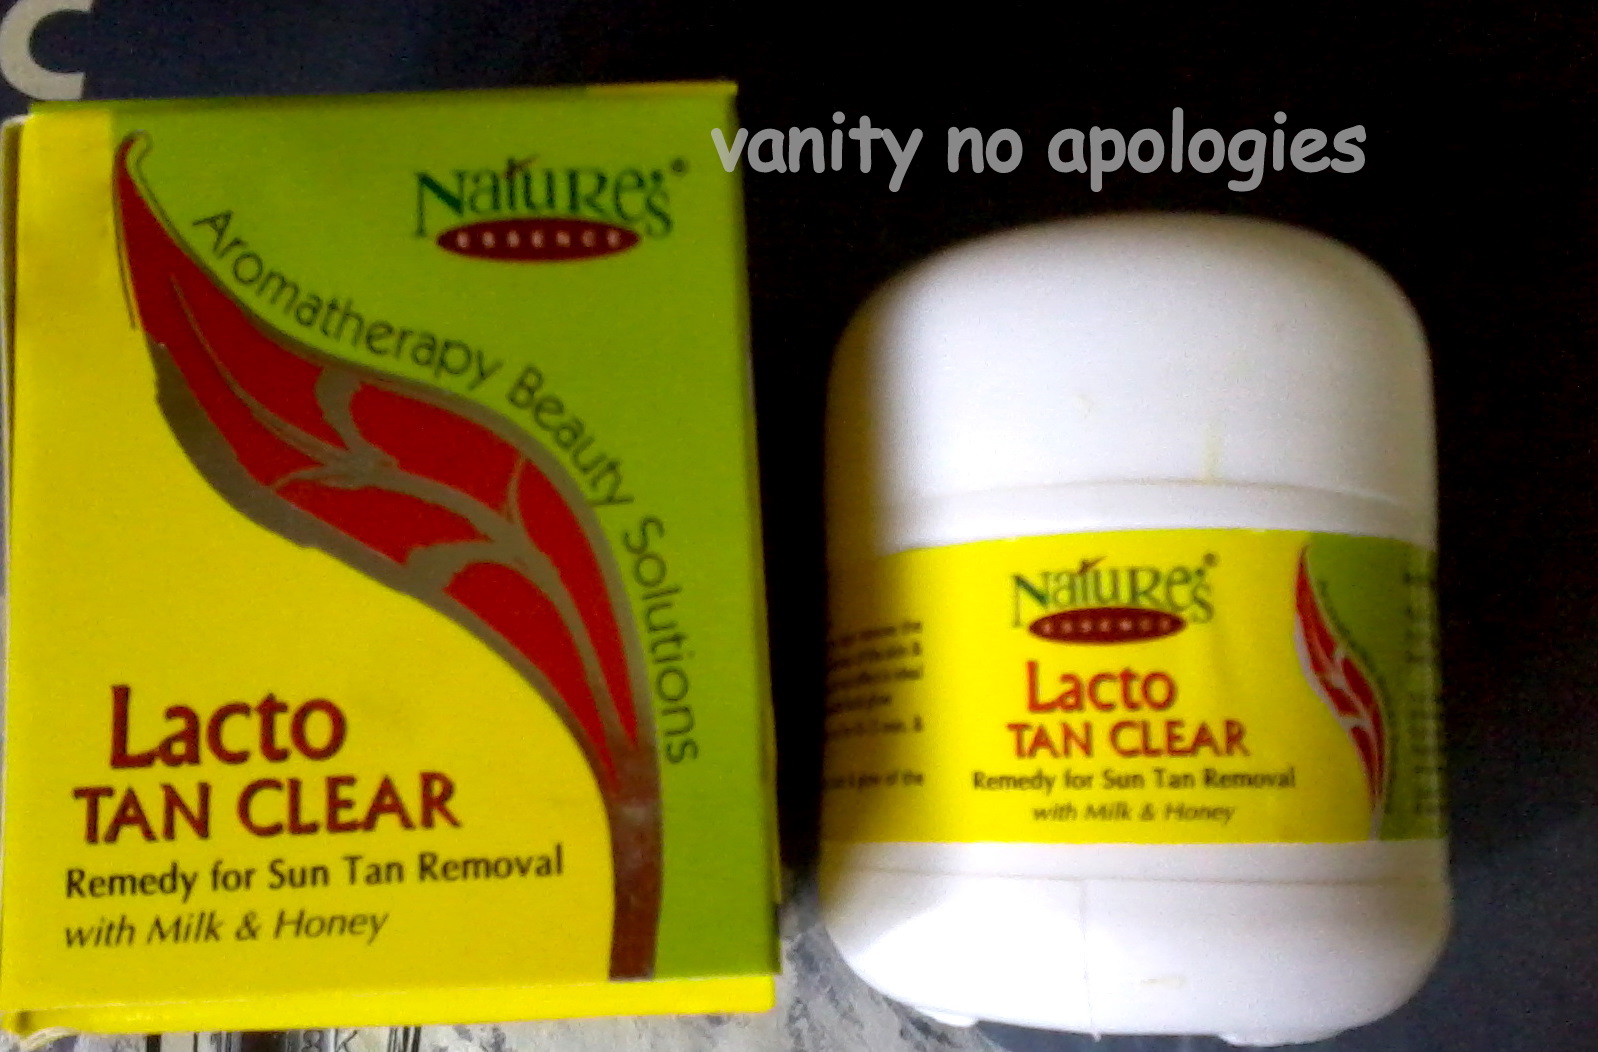 C
vanity no apologies
Nature's®
ESSENCE
Aromatherapy Beauty Solutions
Lacto
TAN CLEAR
Remedy for Sun Tan Removal
with Milk & Honey
Nature's®
ESSENCE
Lacto
TAN CLEAR
Remedy for Sun Tan Removal
with Milk & Honey